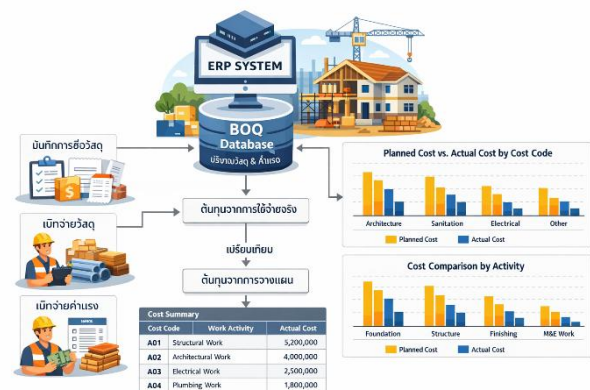 ERP SYSTEM
BOQ
Database
ปริมาณวัสดุ & ค่าแรง
บันทึกการซื้อวัสดุ
เบิกจ่ายวัสดุ
เบิกจ่ายค่าแรง
ต้นทุนจากการใช้จ่ายจริง
เปรียบเทียบ
ต้นทุนจากการวางแผน
Cost Summary
Cost Code Work Activity Actual Cost
A01 Structural Work 5,200,000
A02 Architectural Work 4,000,000
A03 Electrical Work 2,500,000
A04 Plumbing Work 1,800,000
Planned Cost vs. Actual Cost by Cost Code
Architecture Sanitation Electrical Other
Planned Cost Actual Cost
Cost Comparison by Activity
Foundation Structure Finishing M&E Work
Planned Cost Actual Cost